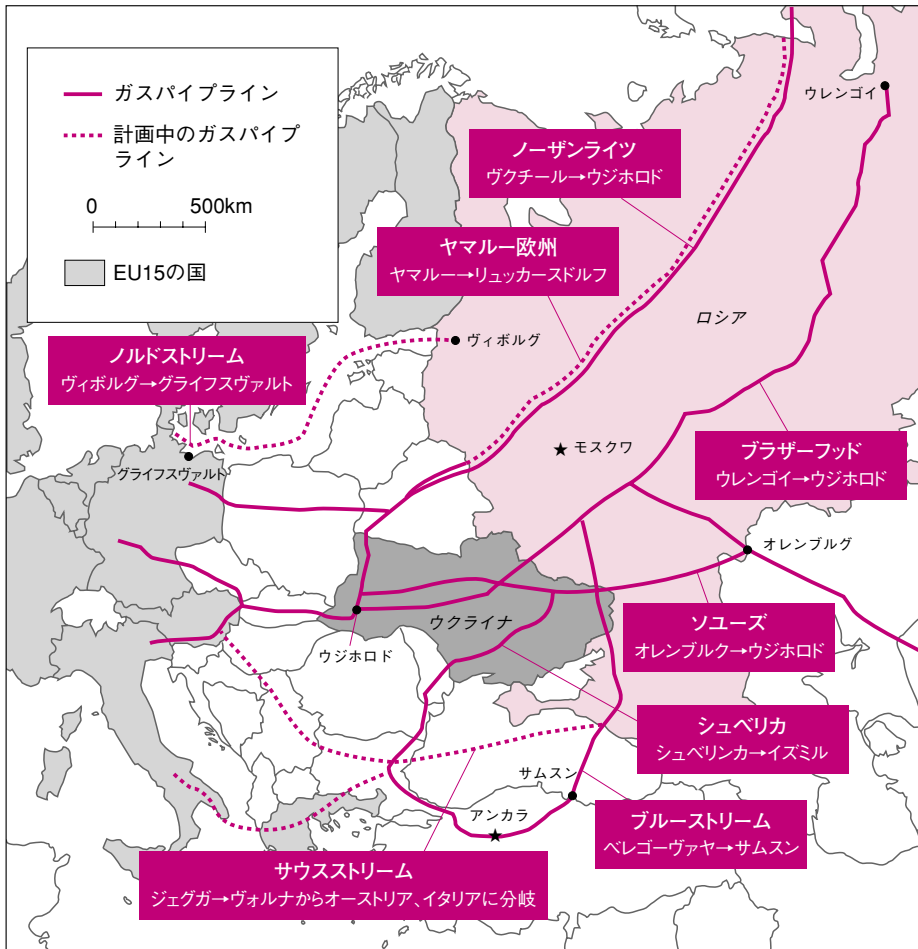 ガスパイプライン
計画中のガスパイプ
ライン
0 500km
EU15の国
ウレンゴイ
ノーザンライツ
ヴクチール→ウジホロド
ヤマルー欧州
ヤマルー→リュッカースドルフ
ロシア
ヴィボルグ
ノルドストリーム
ヴィボルグ→グライフスヴァルト
グライフスヴァルト
モスクワ
ブラザーフッド
ウレンゴイ→ウジホロド
オレンブルグ
ウクライナ
ウジホロド
ソユーズ
オレンブルク→ウジホロド
シュベリカ
シュベリンカ→イズミル
サムスン
アンカラ
ブルーストリーム
ベレゴーヴァヤ→サムスン
サウスストリーム
ジェグガ→ヴォルナからオーストリア、イタリアに分岐